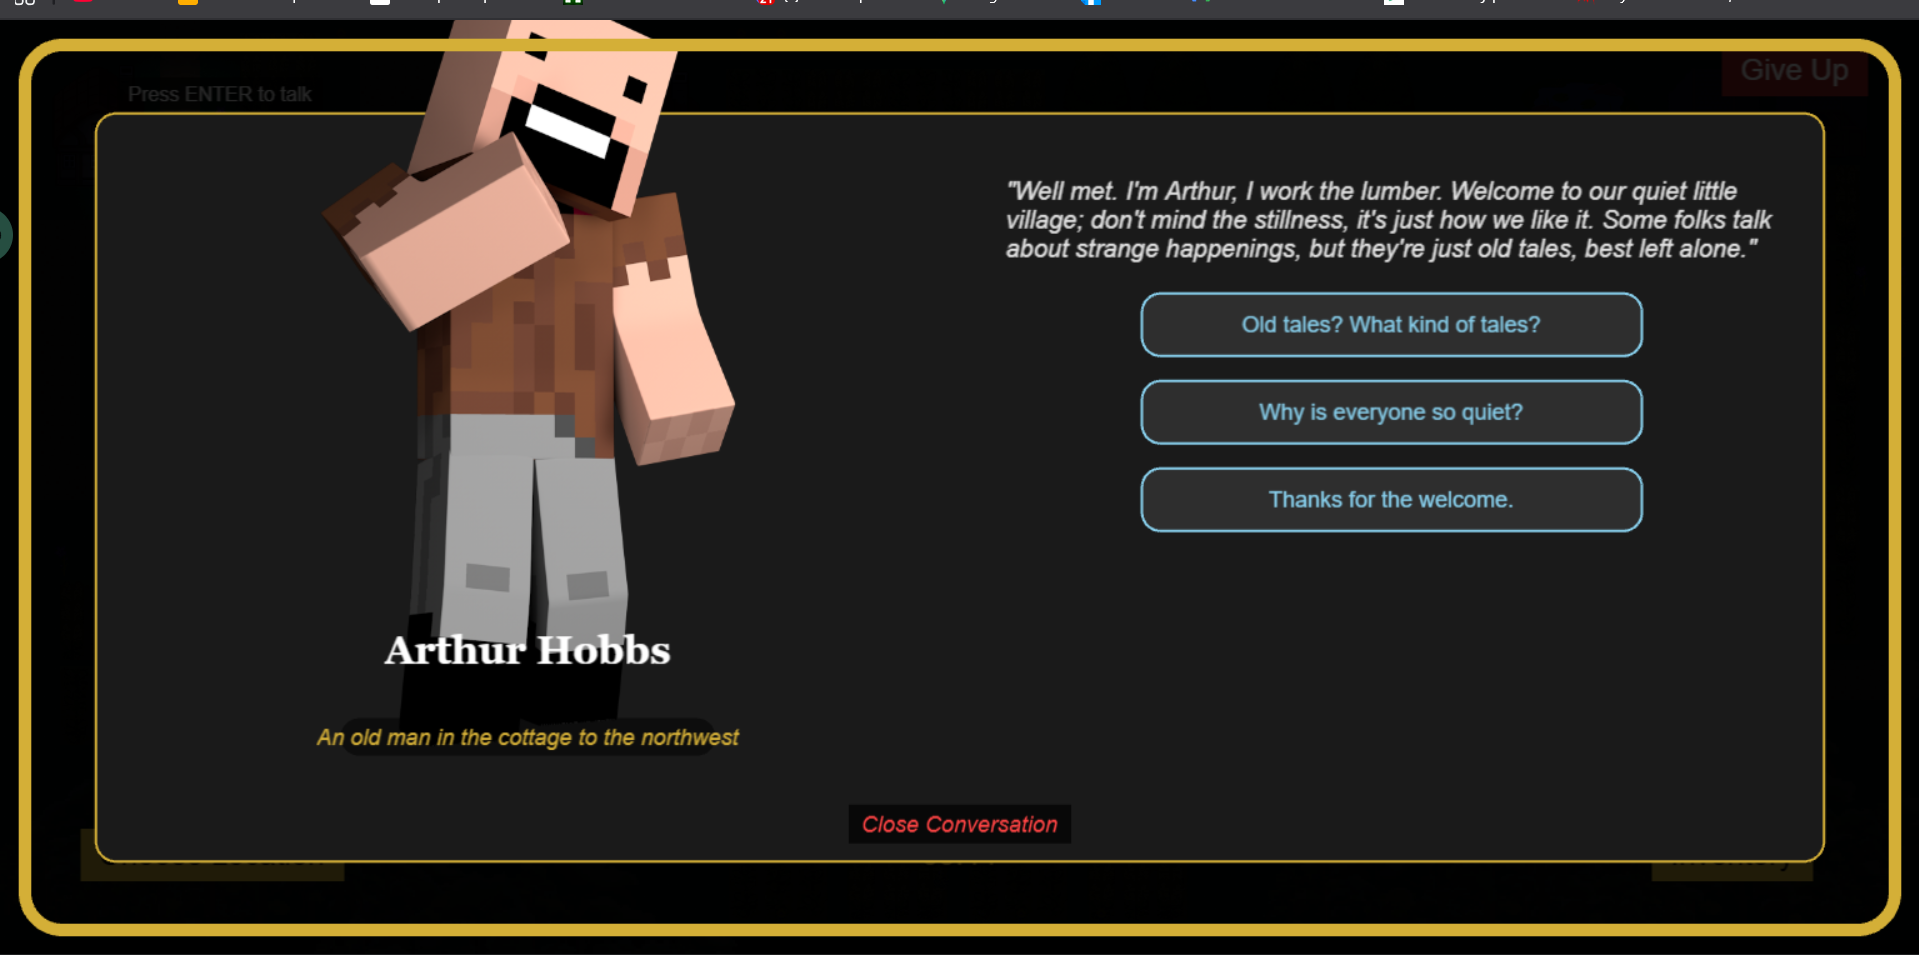 Give Up
Press ENTER to talk
"Well met. I'm Arthur, I work the lumber. Welcome to our quiet little
village; don't mind the stillness, it's just how we like it. Some folks talk
about strange happenings, but they're just old tales, best left alone."
Old tales? What kind of tales?
Why is everyone so quiet?
Thanks for the welcome.
Arthur Hobbs
An old man in the cottage to the northwest
Close Conversation